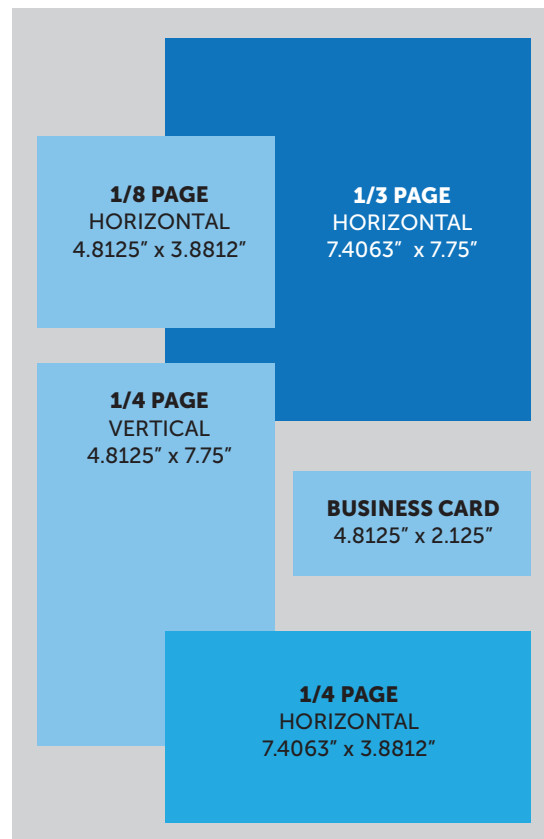 1/8 PAGE
HORIZONTAL
4.8125” x 3.8812”
1/3 PAGE
HORIZONTAL
7.4063”  x 7.75”
1/4 PAGE
VERTICAL
4.8125” x 7.75”
BUSINESS CARD
4.8125” x 2.125”
1/4 PAGE
HORIZONTAL
7.4063” x 3.8812”